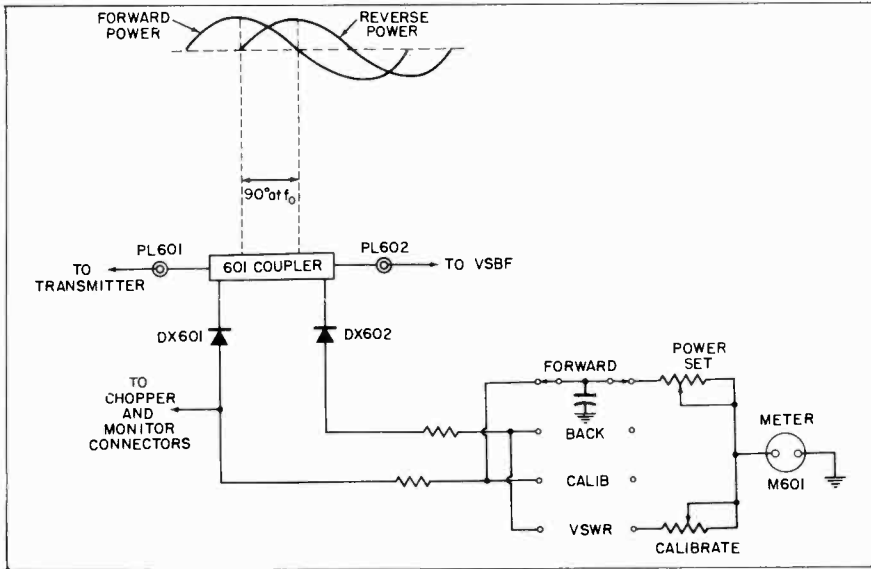 FORWARD
POWER
REVERSE
POWER
90° at f₀
PL601
PL602
TO
TRANSMITTER
601 COUPLER
TO VSBF
DX601
DX602
TO
CHOPPER
AND
MONITOR
CONNECTORS
FORWARD
POWER
SET
BACK
METER
CALIB
M601
VSWR
CALIBRATE